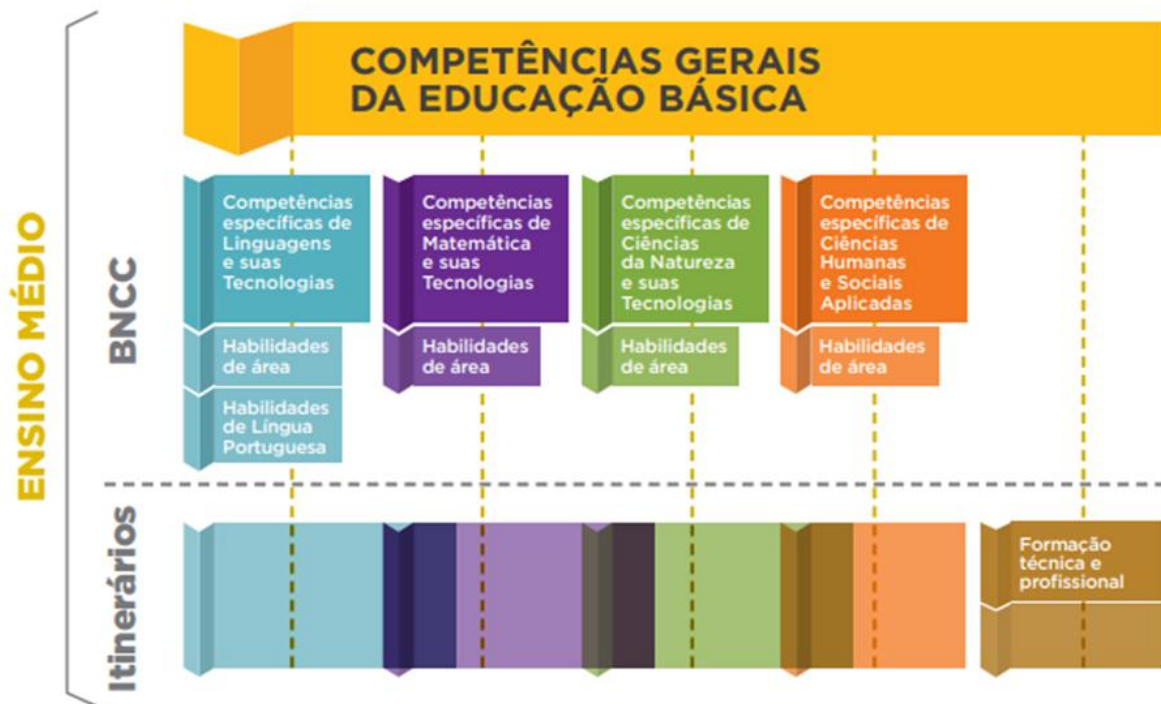 COMPETÊNCIAS GERAIS
DA EDUCAÇÃO BÁSICA
ENSINO MÉDIO
BNCC
Competências
específicas de
Linguagens
e suas
Tecnologias
Competências
específicas de
Matemática
e suas
Tecnologias
Competências
específicas de
Ciências
da Natureza
e suas
Tecnologias
Competências
específicas de
Ciências
Humanas
e Sociais
Aplicadas
Habilidades
de área
Habilidades
de área
Habilidades
de área
Habilidades
de área
Habilidades
de Língua
Portuguesa
Itinerários
Formação
técnica e
profissional